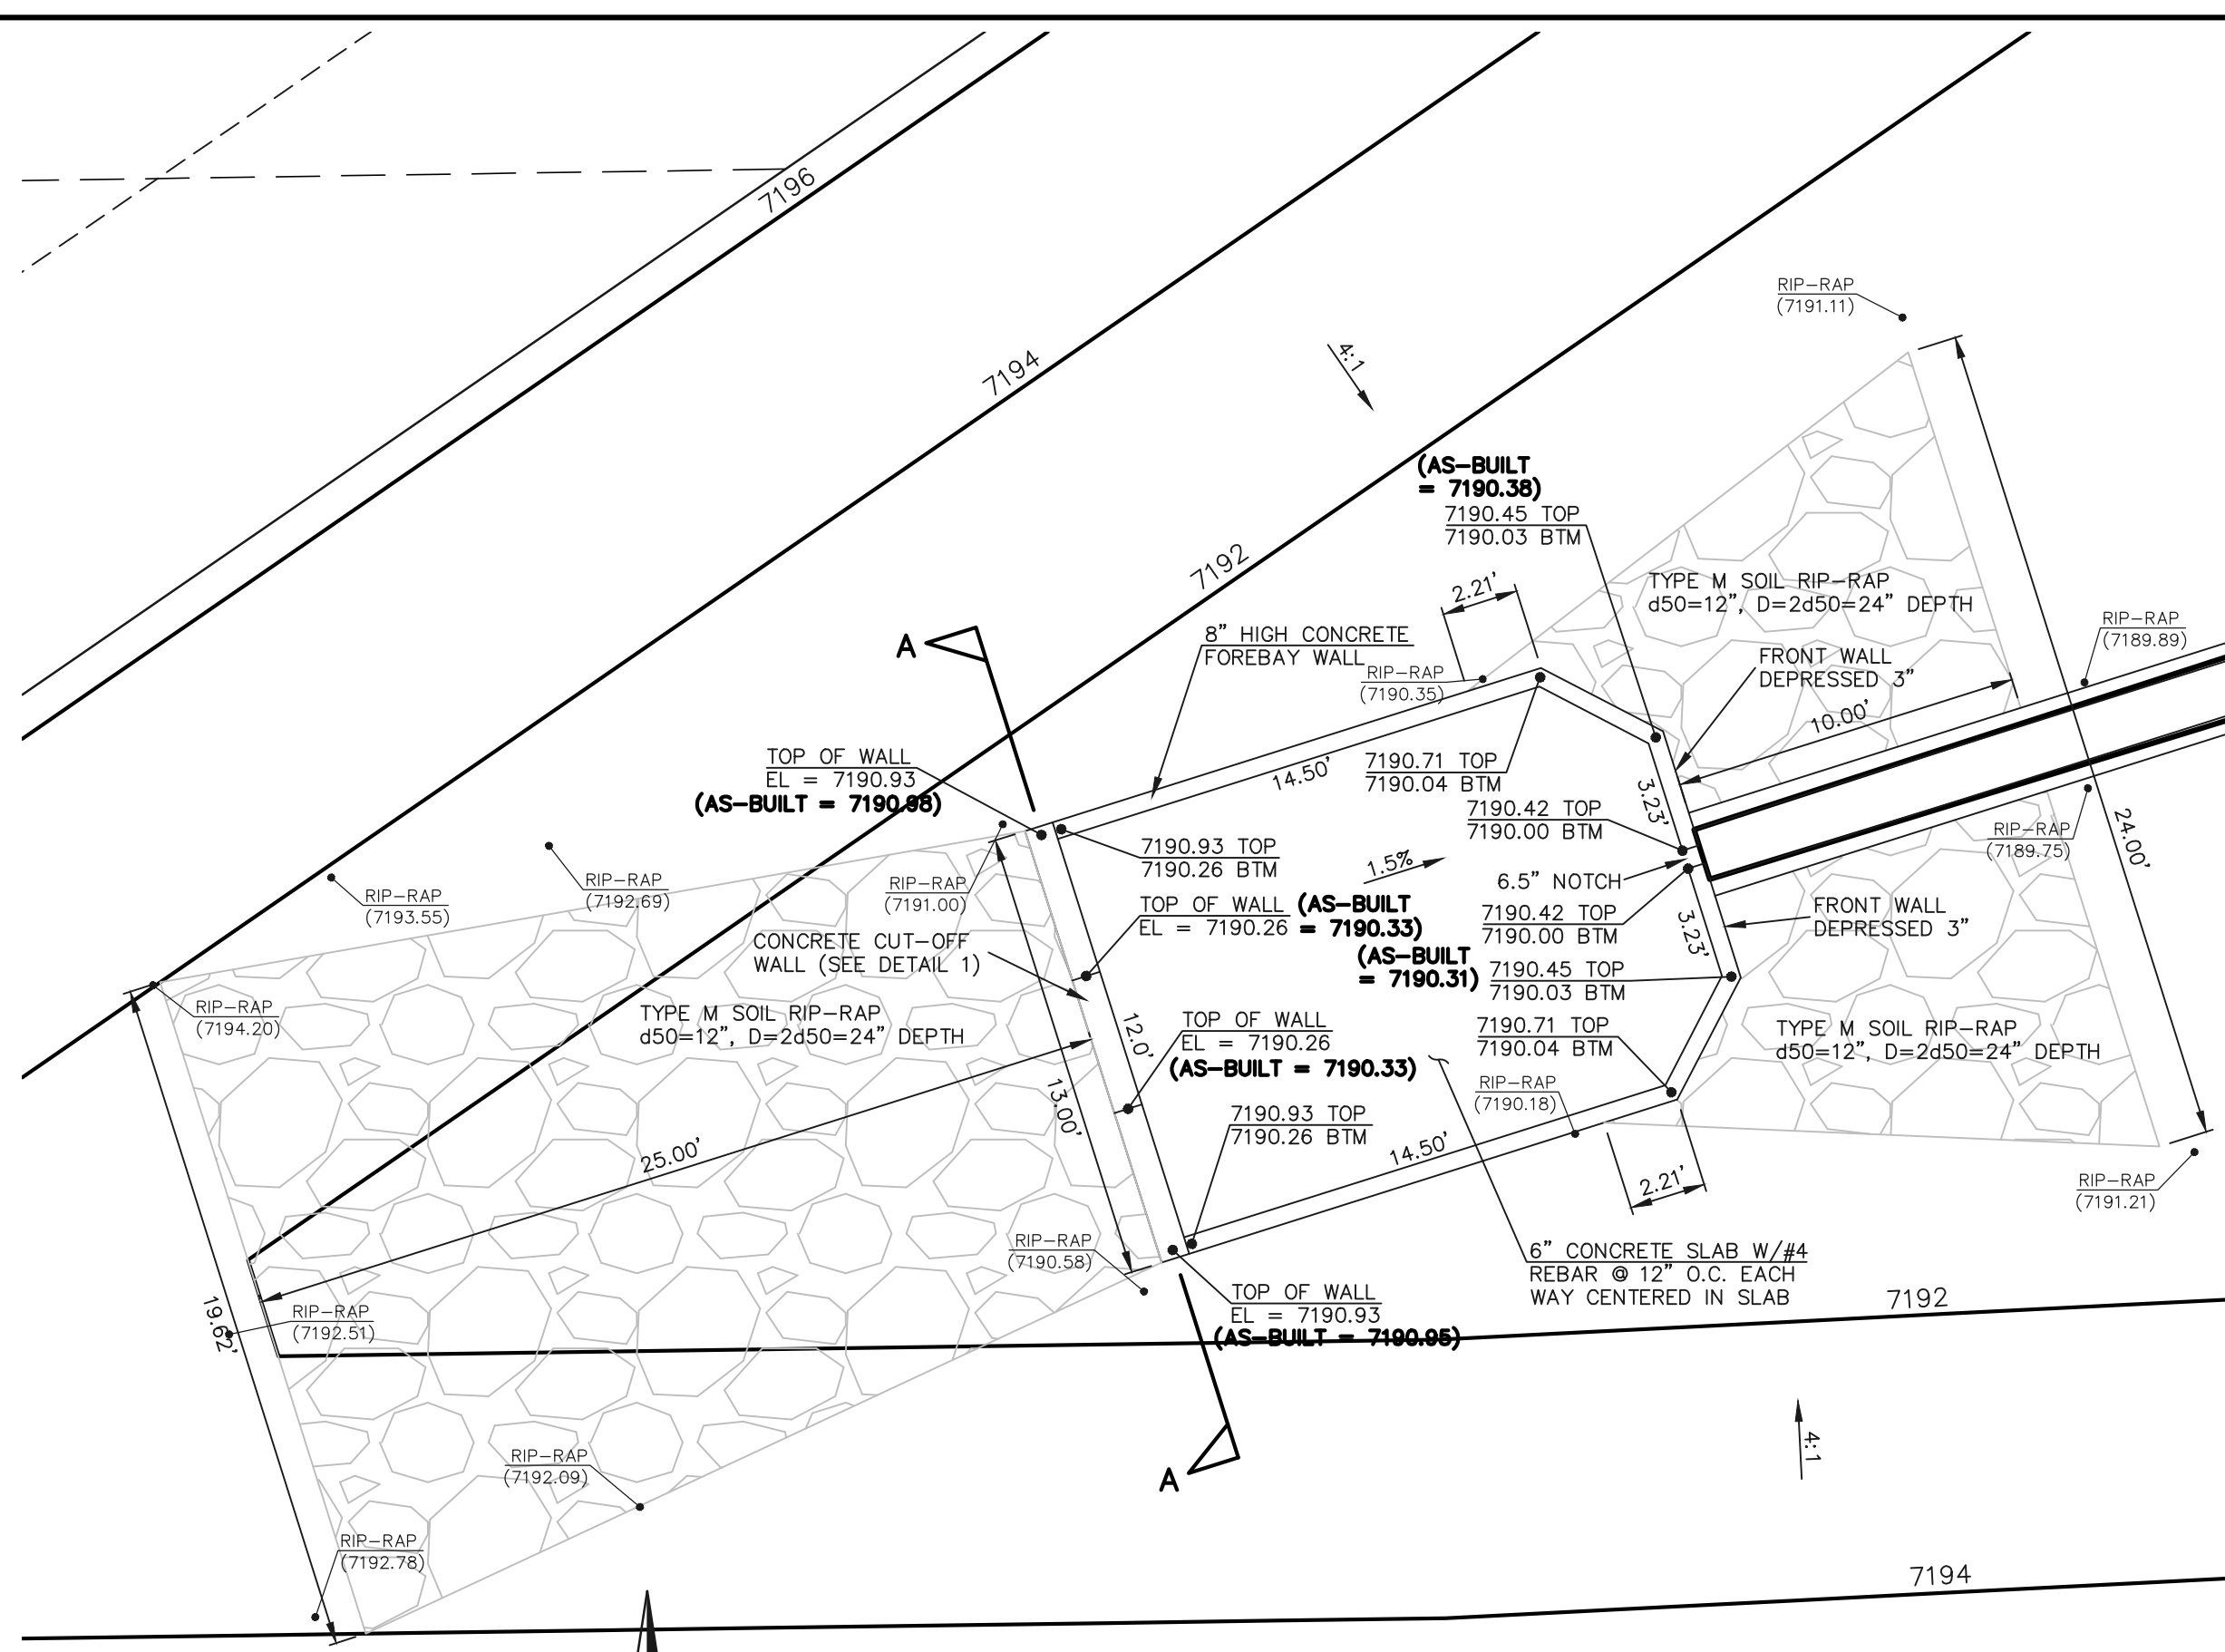 7196
7194
4:1
RIP-RAP
(7191.11)
(AS-BUILT
= 7190.38)
7190.45 TOP
7190.03 BTM
7192
2.21'
TYPE M SOIL RIP-RAP
d50=12", D=2d50=24" DEPTH
RIP-RAP
(7189.89)
A
8" HIGH CONCRETE
FOREBAY WALL
RIP-RAP
(7190.35)
FRONT WALL
DEPRESSED 3"
10.00'
TOP OF WALL
EL = 7190.93
(AS-BUILT = 7190.98)
14.50'
7190.71 TOP
7190.04 BTM
3.23'
7190.42 TOP
7190.00 BTM
24.00'
RIP-RAP
(7189.75)
7190.93 TOP
7190.26 BTM
1.5%
6.5" NOTCH
RIP-RAP
(7193.55)
RIP-RAP
(7192.69)
RIP-RAP
(7191.00)
TOP OF WALL (AS-BUILT
EL = 7190.26 = 7190.33)
7190.42 TOP
7190.00 BTM
3.23'
FRONT WALL
DEPRESSED 3"
CONCRETE CUT-OFF
WALL (SEE DETAIL 1)
(AS-BUILT
= 7190.31)
7190.45 TOP
7190.03 BTM
RIP-RAP
(7194.20)
TYPE M SOIL RIP-RAP
d50=12", D=2d50=24" DEPTH
12.0'
TOP OF WALL
EL = 7190.26
(AS-BUILT = 7190.33)
7190.71 TOP
7190.04 BTM
TYPE M SOIL RIP-RAP
d50=12", D=2d50=24" DEPTH
13.00'
RIP-RAP
(7190.18)
25.00'
7190.93 TOP
7190.26 BTM
14.50'
2.21'
RIP-RAP
(7191.21)
RIP-RAP
(7190.58)
6" CONCRETE SLAB W/#4
REBAR @ 12" O.C. EACH
WAY CENTERED IN SLAB
19.62'
RIP-RAP
(7192.51)
TOP OF WALL
EL = 7190.93
(AS-BUILT = 7190.95)
7192
4:1
RIP-RAP
(7192.09)
A
RIP-RAP
(7192.78)
7194